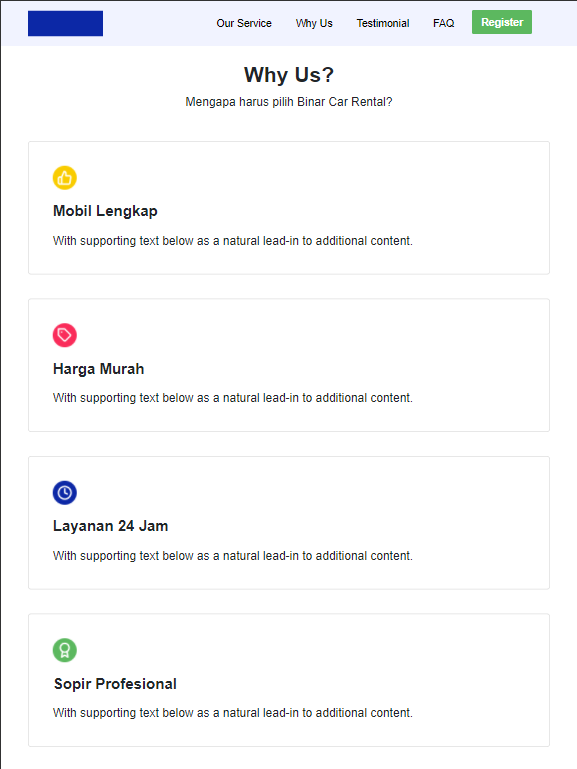 Our Service Why Us Testimonial FAQ Register
Why Us?
Mengapa harus pilih Binar Car Rental?
Mobil Lengkap
With supporting text below as a natural lead-in to additional content.
Harga Murah
With supporting text below as a natural lead-in to additional content.
Layanan 24 Jam
With supporting text below as a natural lead-in to additional content.
Sopir Profesional
With supporting text below as a natural lead-in to additional content.